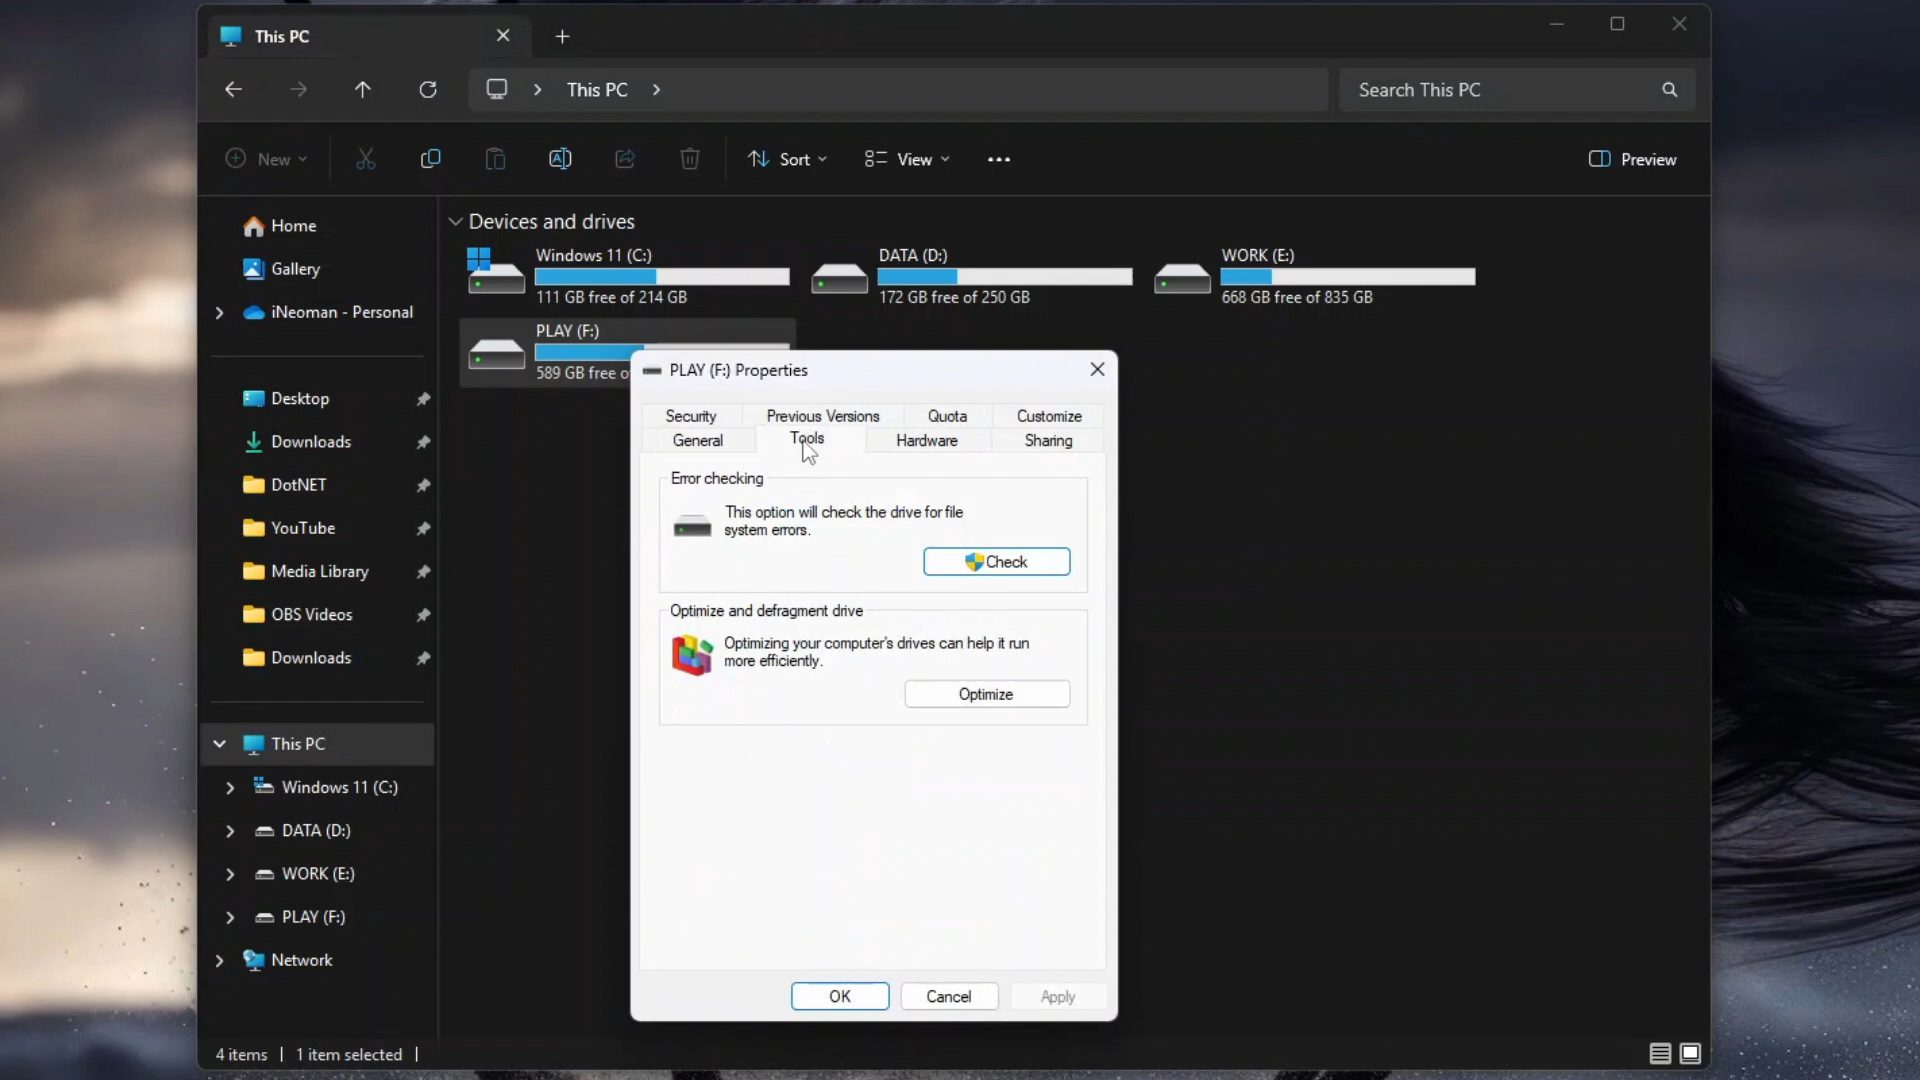 This PC
This PC
Search This PC
New
Sort
View
Preview
Home
Gallery
iNeoman - Personal
Desktop
Downloads
DotNET
YouTube
Media Library
OBS Videos
Downloads
This PC
Windows 11 (C:)
DATA (D:)
WORK (E:)
PLAY (F:)
Network
Devices and drives
Windows 11 (C:)
111 GB free of 214 GB
DATA (D:)
172 GB free of 250 GB
WORK (E:)
668 GB free of 835 GB
PLAY (F:)
589 GB free o
PLAY (F:) Properties
Security
Previous Versions
Quota
Customize
General
Tools
Hardware
Sharing
Error checking
This option will check the drive for file
system errors.
Check
Optimize and defragment drive
Optimizing your computer's drives can help it run
more efficiently.
Optimize
OK
Cancel
Apply
4 items
1 item selected